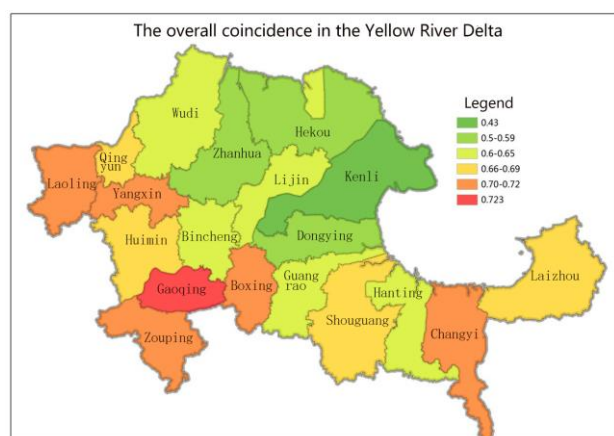 The overall coincidence in the Yellow River Delta
Legend
0.43
0.5-0.59
0.6-0.65
0.66-0.69
0.70-0.72
0.723
Wudi
Hekou
Qing
yun
Zhanhua
Laoling
Yangxin
Lijin
Kenli
Huimin
Bincheng
Dongying
Gaoqing
Boxing
Guang
rao
Hanting
Laizhou
Zouping
Shouguang
Changyi